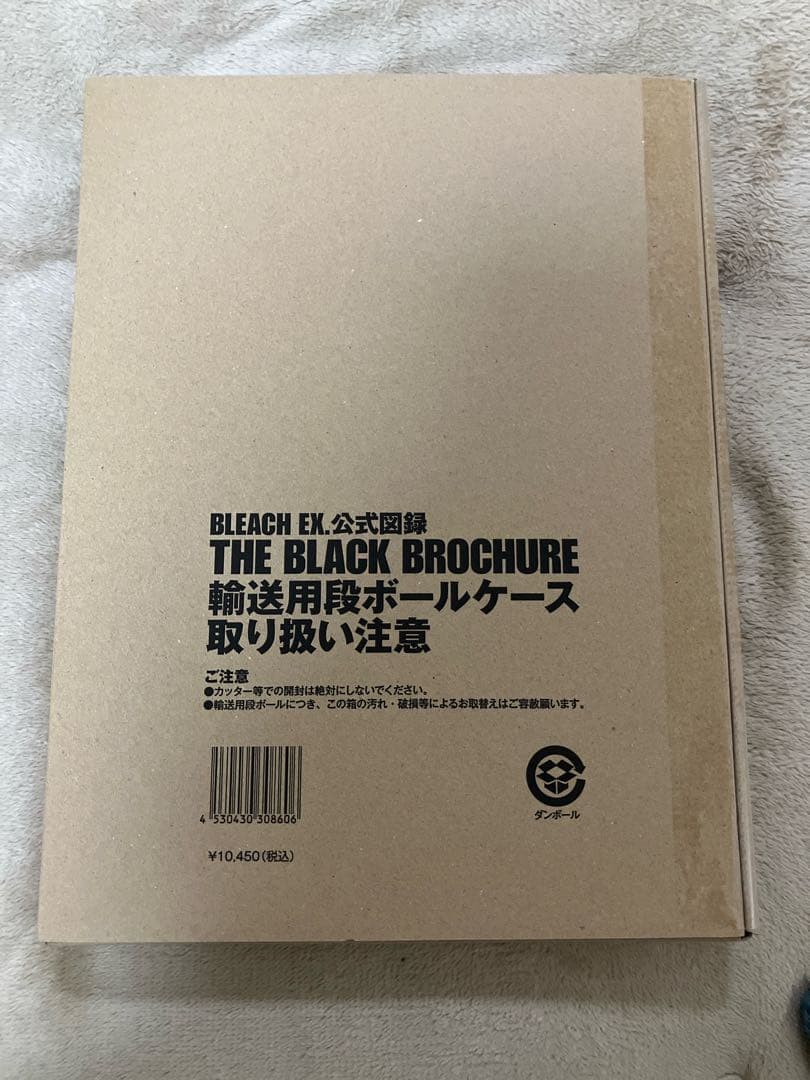 BLEACH EX.公式図録
THE BLACK BROCHURE
輸送用段ボールケース
取り扱い注意
ご注意
●カッター等での開封は絶対にしないでください。
●輸送用段ボールにつき、この箱の汚れ・破損等によるお取替えはご容赦願います。
4 530430 308606
ダンボール
¥10,450(税込)